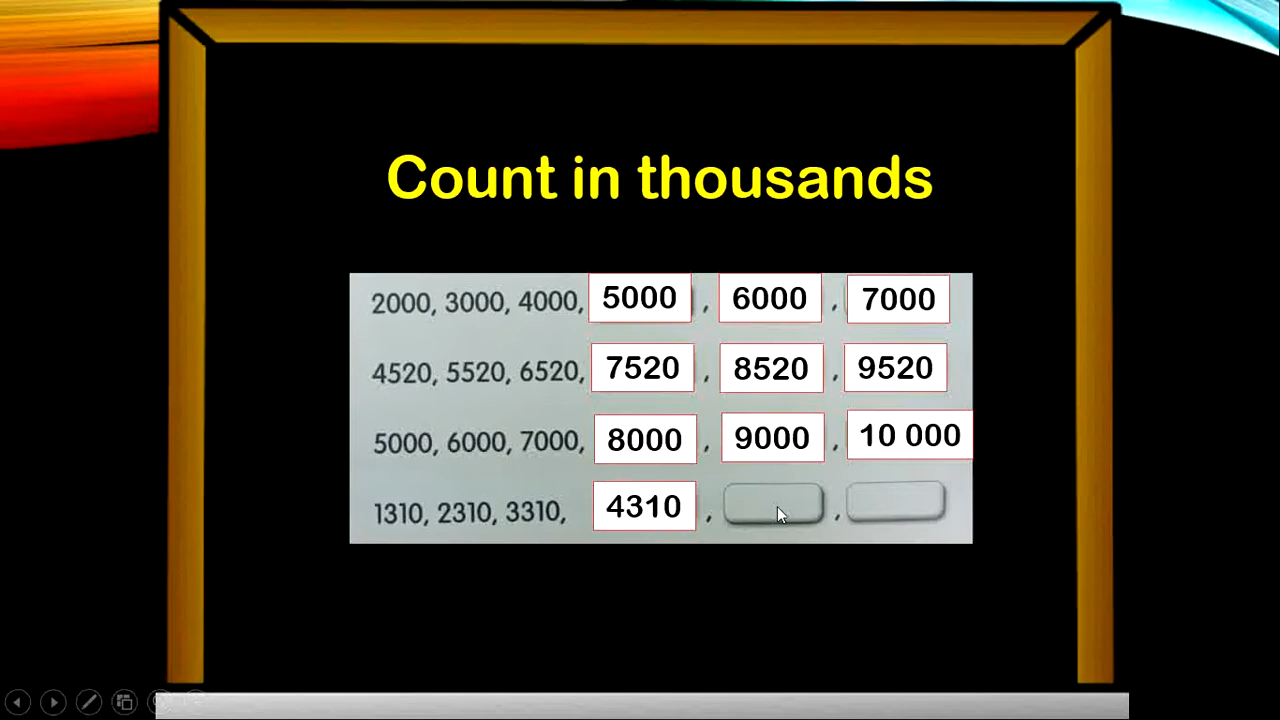 Count in thousands
2000, 3000, 4000, 5000 , 6000 , 7000
4520, 5520, 6520, 7520 , 8520 , 9520
5000, 6000, 7000, 8000 , 9000 , 10 000
1310, 2310, 3310, 4310 , ,